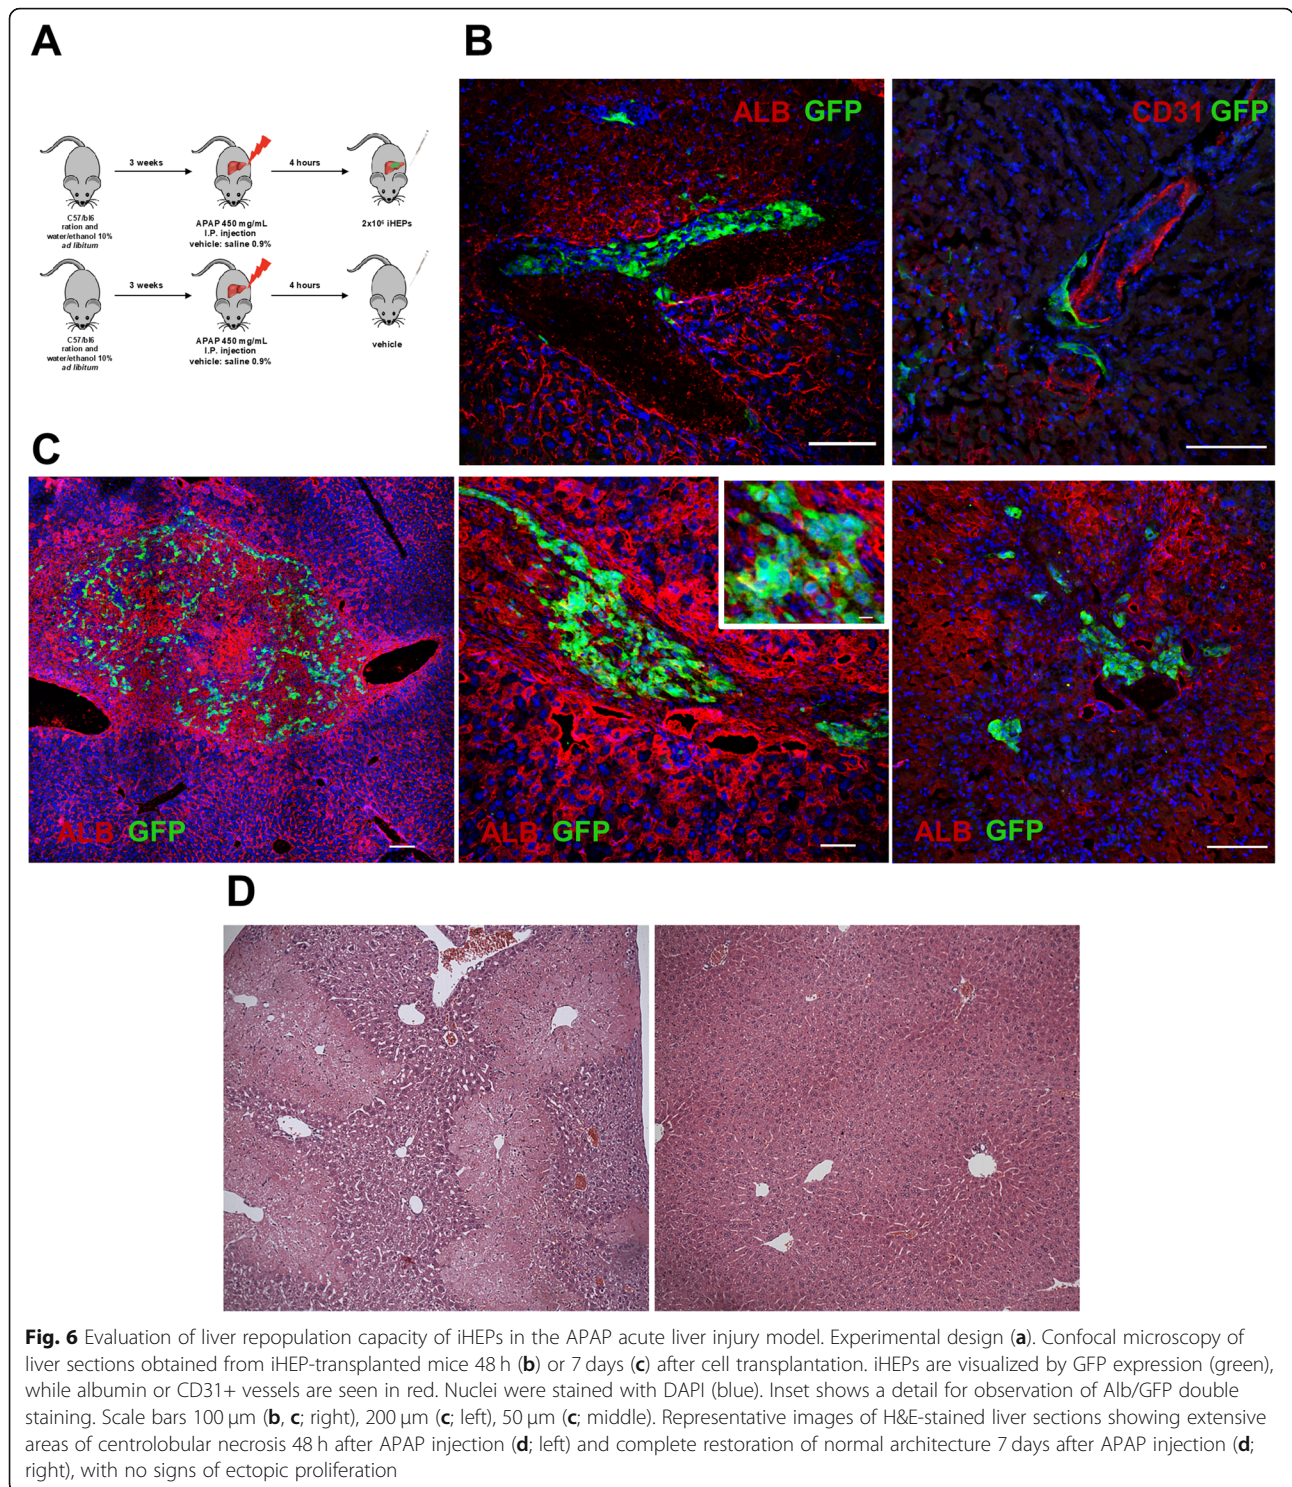 A
B
3 weeks
4 hours
C57/bl6
ration and
water/ethanol 10%
ad libitum
APAP 450 mg/mL
I.P. injection
vehicle: saline 0.9%
2x10⁶ iHEPs
3 weeks
4 hours
C57/bl6
ration and
water/ethanol 10%
ad libitum
APAP 450 mg/mL
I.P. injection
vehicle: saline 0.9%
vehicle
ALB GFP
CD31 GFP
C
ALB GFP
ALB GFP
ALB GFP
D
Fig. 6 Evaluation of liver repopulation capacity of iHEPs in the APAP acute liver injury model. Experimental design (a). Confocal microscopy of
liver sections obtained from iHEP-transplanted mice 48 h (b) or 7 days (c) after cell transplantation. iHEPs are visualized by GFP expression (green),
while albumin or CD31+ vessels are seen in red. Nuclei were stained with DAPI (blue). Inset shows a detail for observation of Alb/GFP double
staining. Scale bars 100 μm (b, c; right), 200 μm (c; left), 50 μm (c; middle). Representative images of H&E-stained liver sections showing extensive
areas of centrolobular necrosis 48 h after APAP injection (d; left) and complete restoration of normal architecture 7 days after APAP injection (d;
right), with no signs of ectopic proliferation